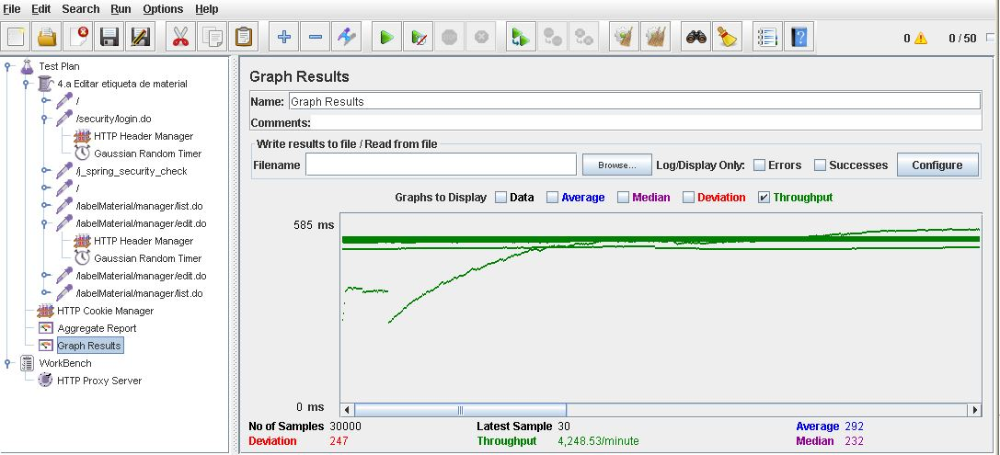 File Edit Search Run Options Help
0 0 / 50
Test Plan
4.a Editar etiqueta de material
/
/security/login.do
HTTP Header Manager
Gaussian Random Timer
/j_spring_security_check
/
/labelMaterial/manager/list.do
/labelMaterial/manager/edit.do
HTTP Header Manager
Gaussian Random Timer
/labelMaterial/manager/edit.do
/labelMaterial/manager/list.do
HTTP Cookie Manager
Aggregate Report
Graph Results
WorkBench
HTTP Proxy Server
Graph Results
Name: Graph Results
Comments:
Write results to file / Read from file
Filename Browse... Log/Display Only: Errors Successes Configure
Graphs to Display Data Average Median Deviation Throughput
585 ms
0 ms
No of Samples 30000 Latest Sample 30 Average 292
Deviation 247 Throughput 4,248.53/minute Median 232